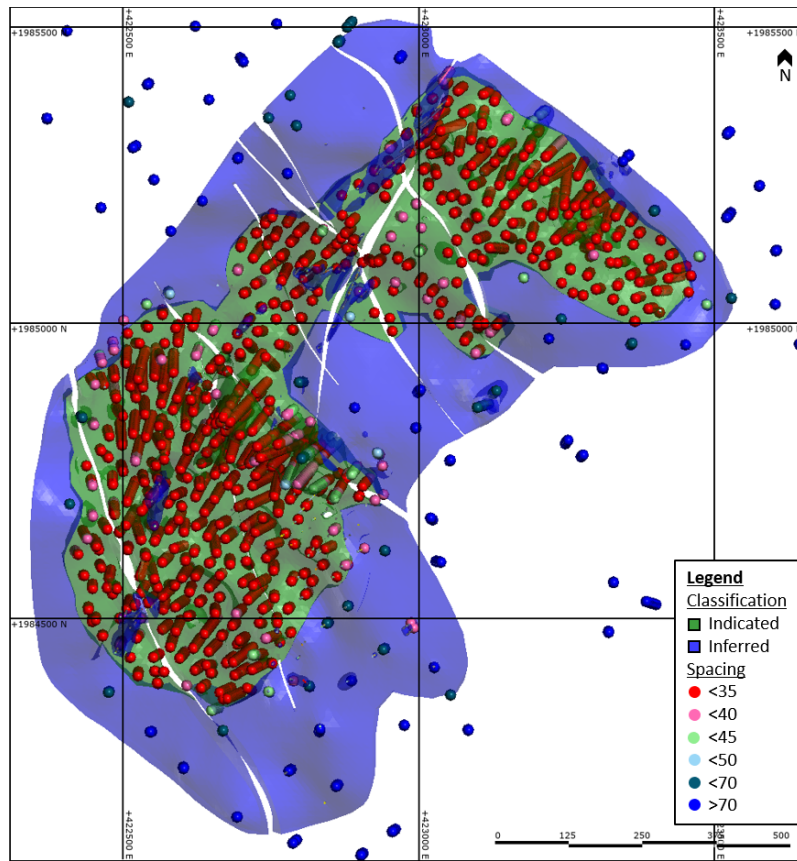 +1985500 N
+422500 E
+423000 E
+423500 E
+1985500 N
N
+1985000 N
+1985000 N
+1984500 N
Legend
Classification
Indicated
Inferred
Spacing
<35
<40
<45
<50
<70
>70
+422500 E
+423000 E
0
125
250
375
500